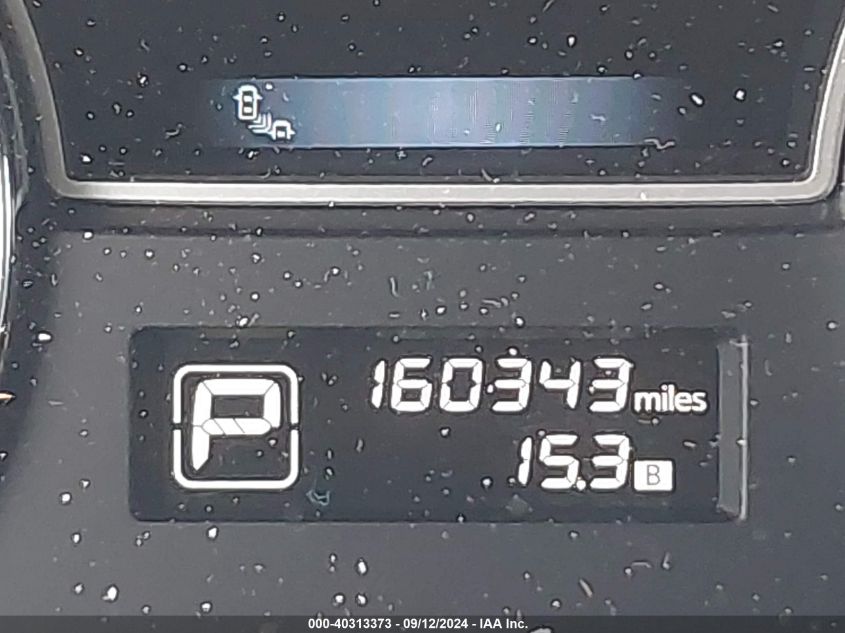 P
160343 miles
15.3 B
000-40313373 - 09/12/2024 - IAA Inc.